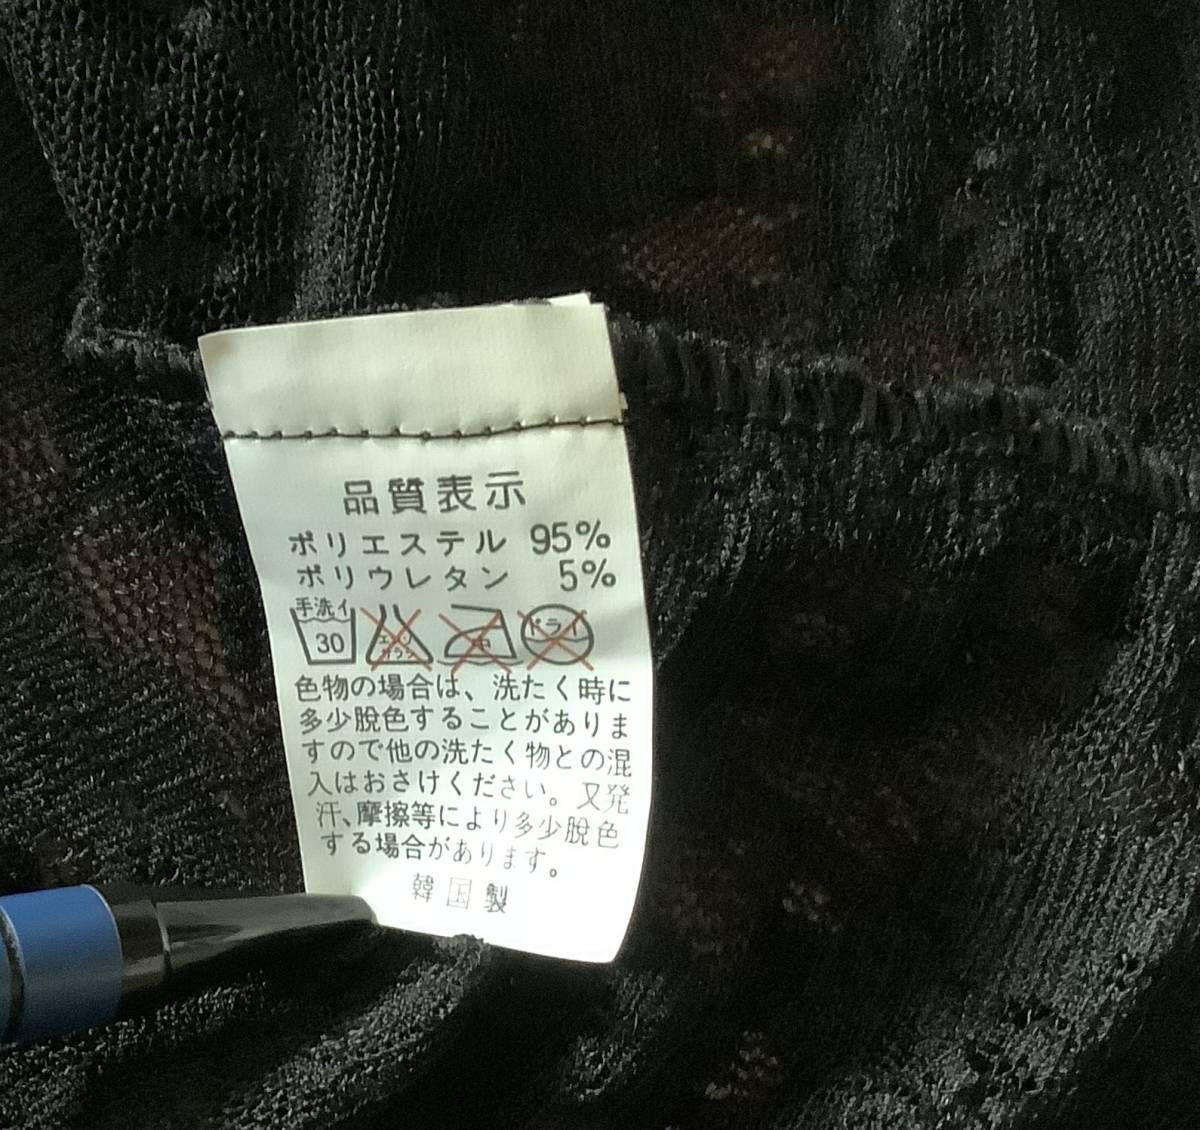 品質表示
ポリエステル 95%
ポリウレタン 5%
手洗イ
30
エンソ
サラシ
ドライ
色物の場合は、洗たく時に
多少脱色することがありま
すので他の洗たく物との混
入はおさけください。又発
汗、摩擦等により多少脱色
する場合があります。
韓国製